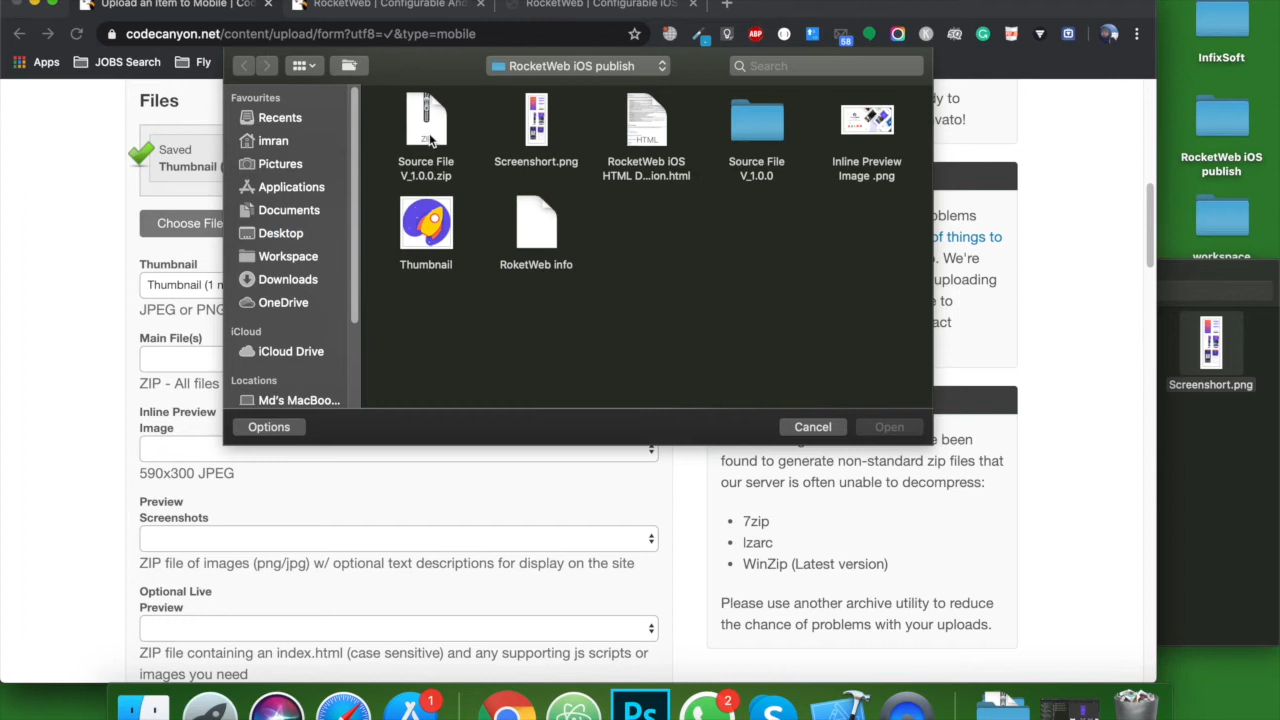 Upload an Item to Mobile | Co
RocketWeb | Configurable And
RocketWeb | Configurable iOS
codecanyon.net/content/upload/form?utf8=✓&type=mobile
ABP
58
Apps
JOBS Search
Fly
RocketWeb iOS publish
Search
Favourites
Recents
imran
Pictures
Applications
Documents
Desktop
Workspace
Downloads
OneDrive
iCloud
iCloud Drive
Locations
Md's MacBoo...
ZIP
Source File
V_1.0.0.zip
Screenshort.png
HTML
RocketWeb iOS
HTML D...ion.html
Source File
V_1.0.0
Inline Preview
Image .png
Thumbnail
RoketWeb info
Options
Cancel
Open
Files
Saved
Thumbnail (
Choose File
Thumbnail
Thumbnail (1
JPEG or PNG
Main File(s)
ZIP - All files
Inline Preview
Image
590x300 JPEG
Preview
Screenshots
ZIP file of images (png/jpg) w/ optional text descriptions for display on the site
Optional Live
Preview
ZIP file containing an index.html (case sensitive) and any supporting js scripts or
images you need
dy to
vato!
oblems
of things to
o. We're
uploading
e to
act
e been
found to generate non-standard zip files that
our server is often unable to decompress:
• 7zip
• lzarc
• WinZip (Latest version)
Please use another archive utility to reduce
the chance of problems with your uploads.
InfixSoft
RocketWeb iOS
publish
workspace
Screenshort.png
1
Ps
2